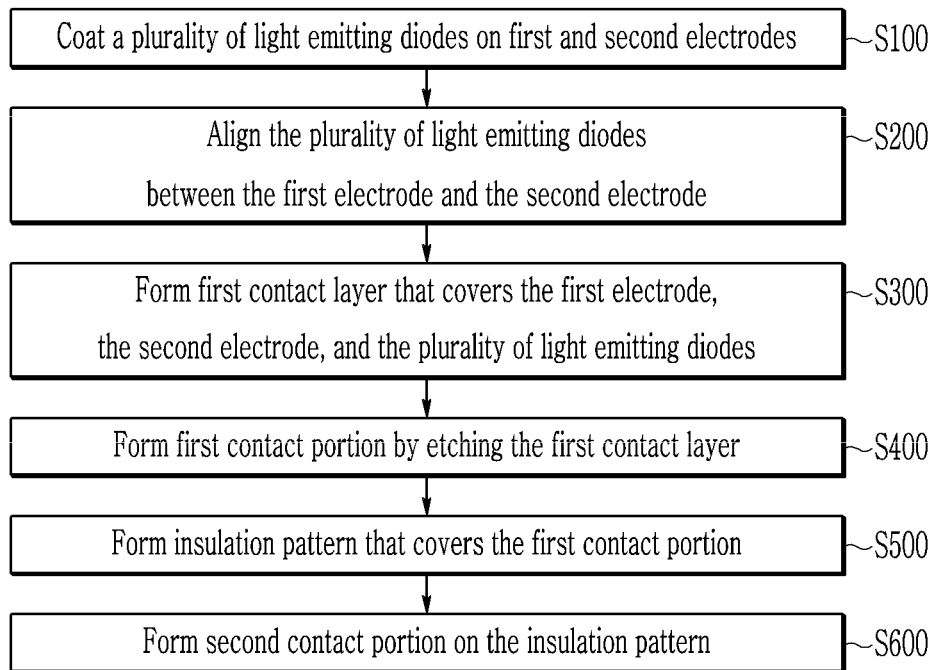 Coat a plurality of light emitting diodes on first and second electrodes
S100
Align the plurality of light emitting diodes
between the first electrode and the second electrode
S200
Form first contact layer that covers the first electrode,
the second electrode, and the plurality of light emitting diodes
S300
Form first contact portion by etching the first contact layer
S400
Form insulation pattern that covers the first contact portion
S500
Form second contact portion on the insulation pattern
S600